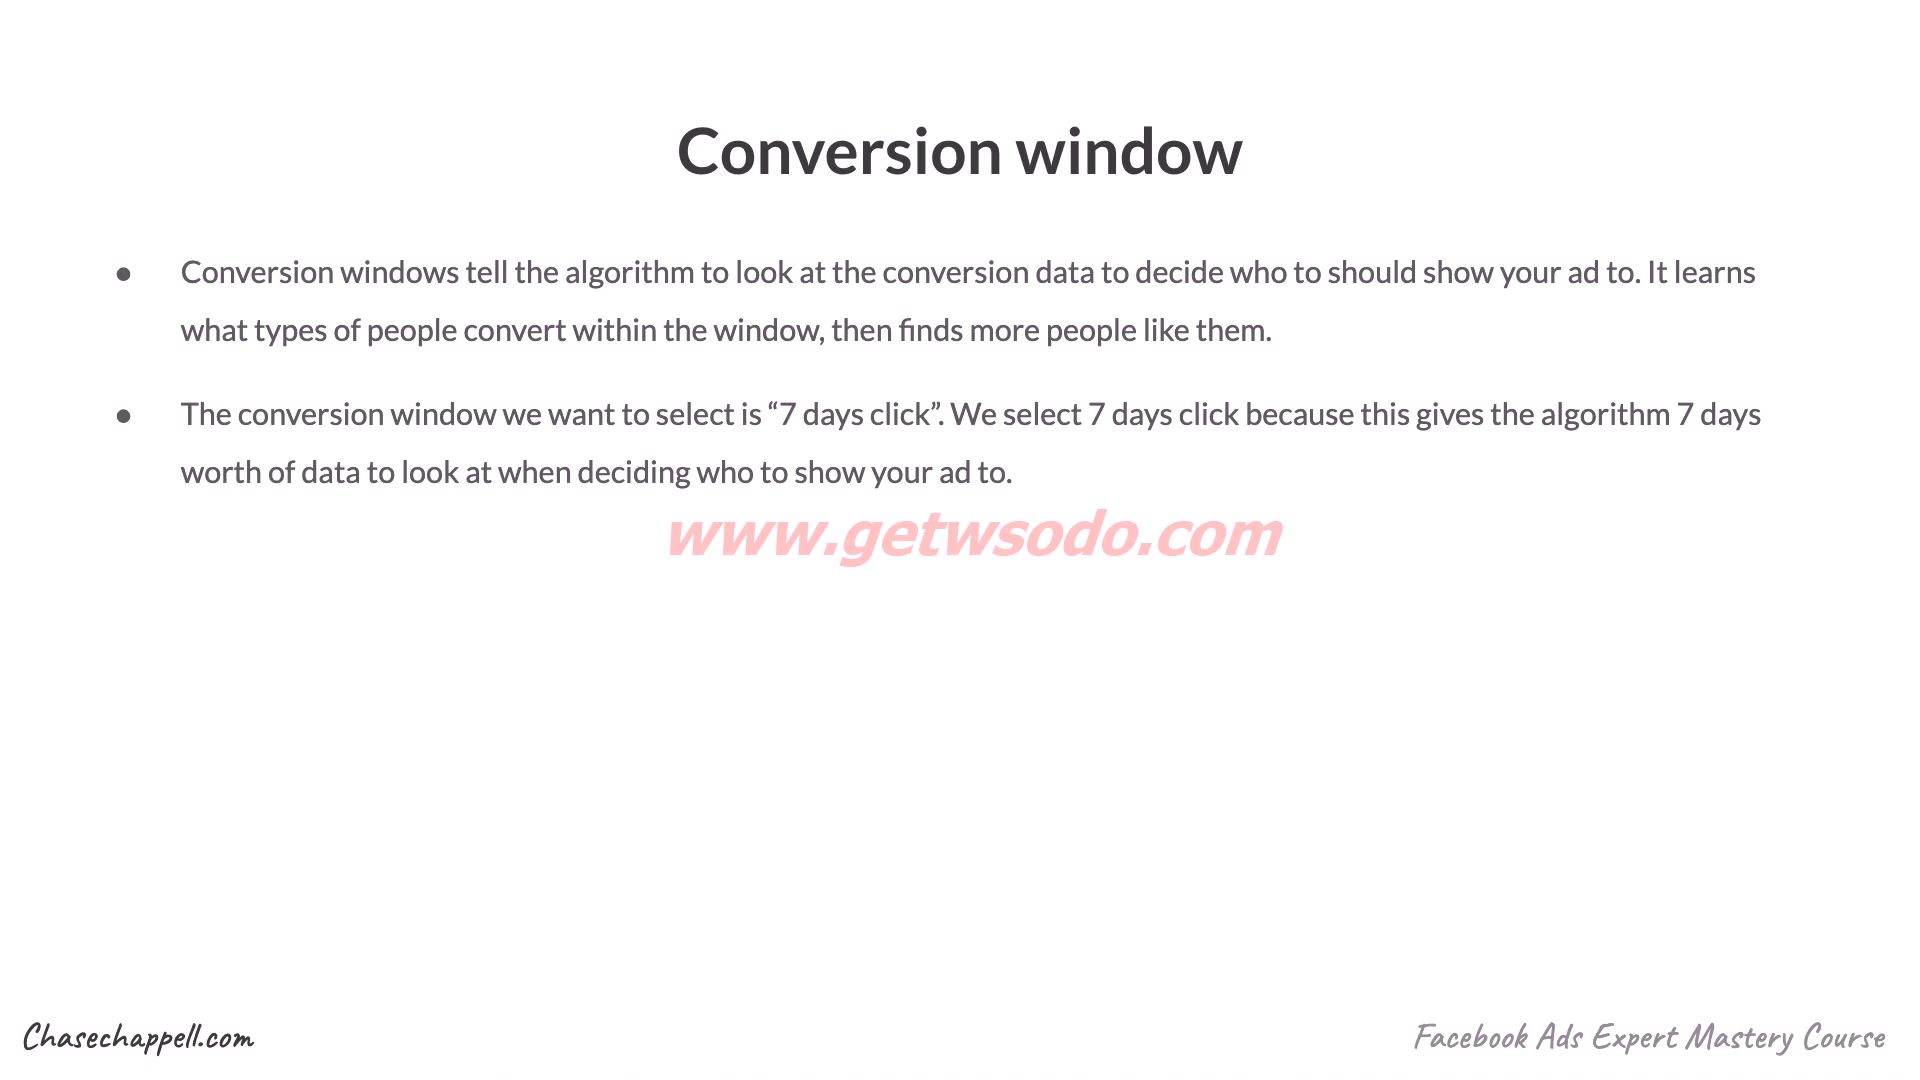 Conversion window
● Conversion windows tell the algorithm to look at the conversion data to decide who to should show your ad to. It learns
what types of people convert within the window, then finds more people like them.
● The conversion window we want to select is “7 days click”. We select 7 days click because this gives the algorithm 7 days
worth of data to look at when deciding who to show your ad to.
www.getwsodo.com
Chasechappell.com
Facebook Ads Expert Mastery Course